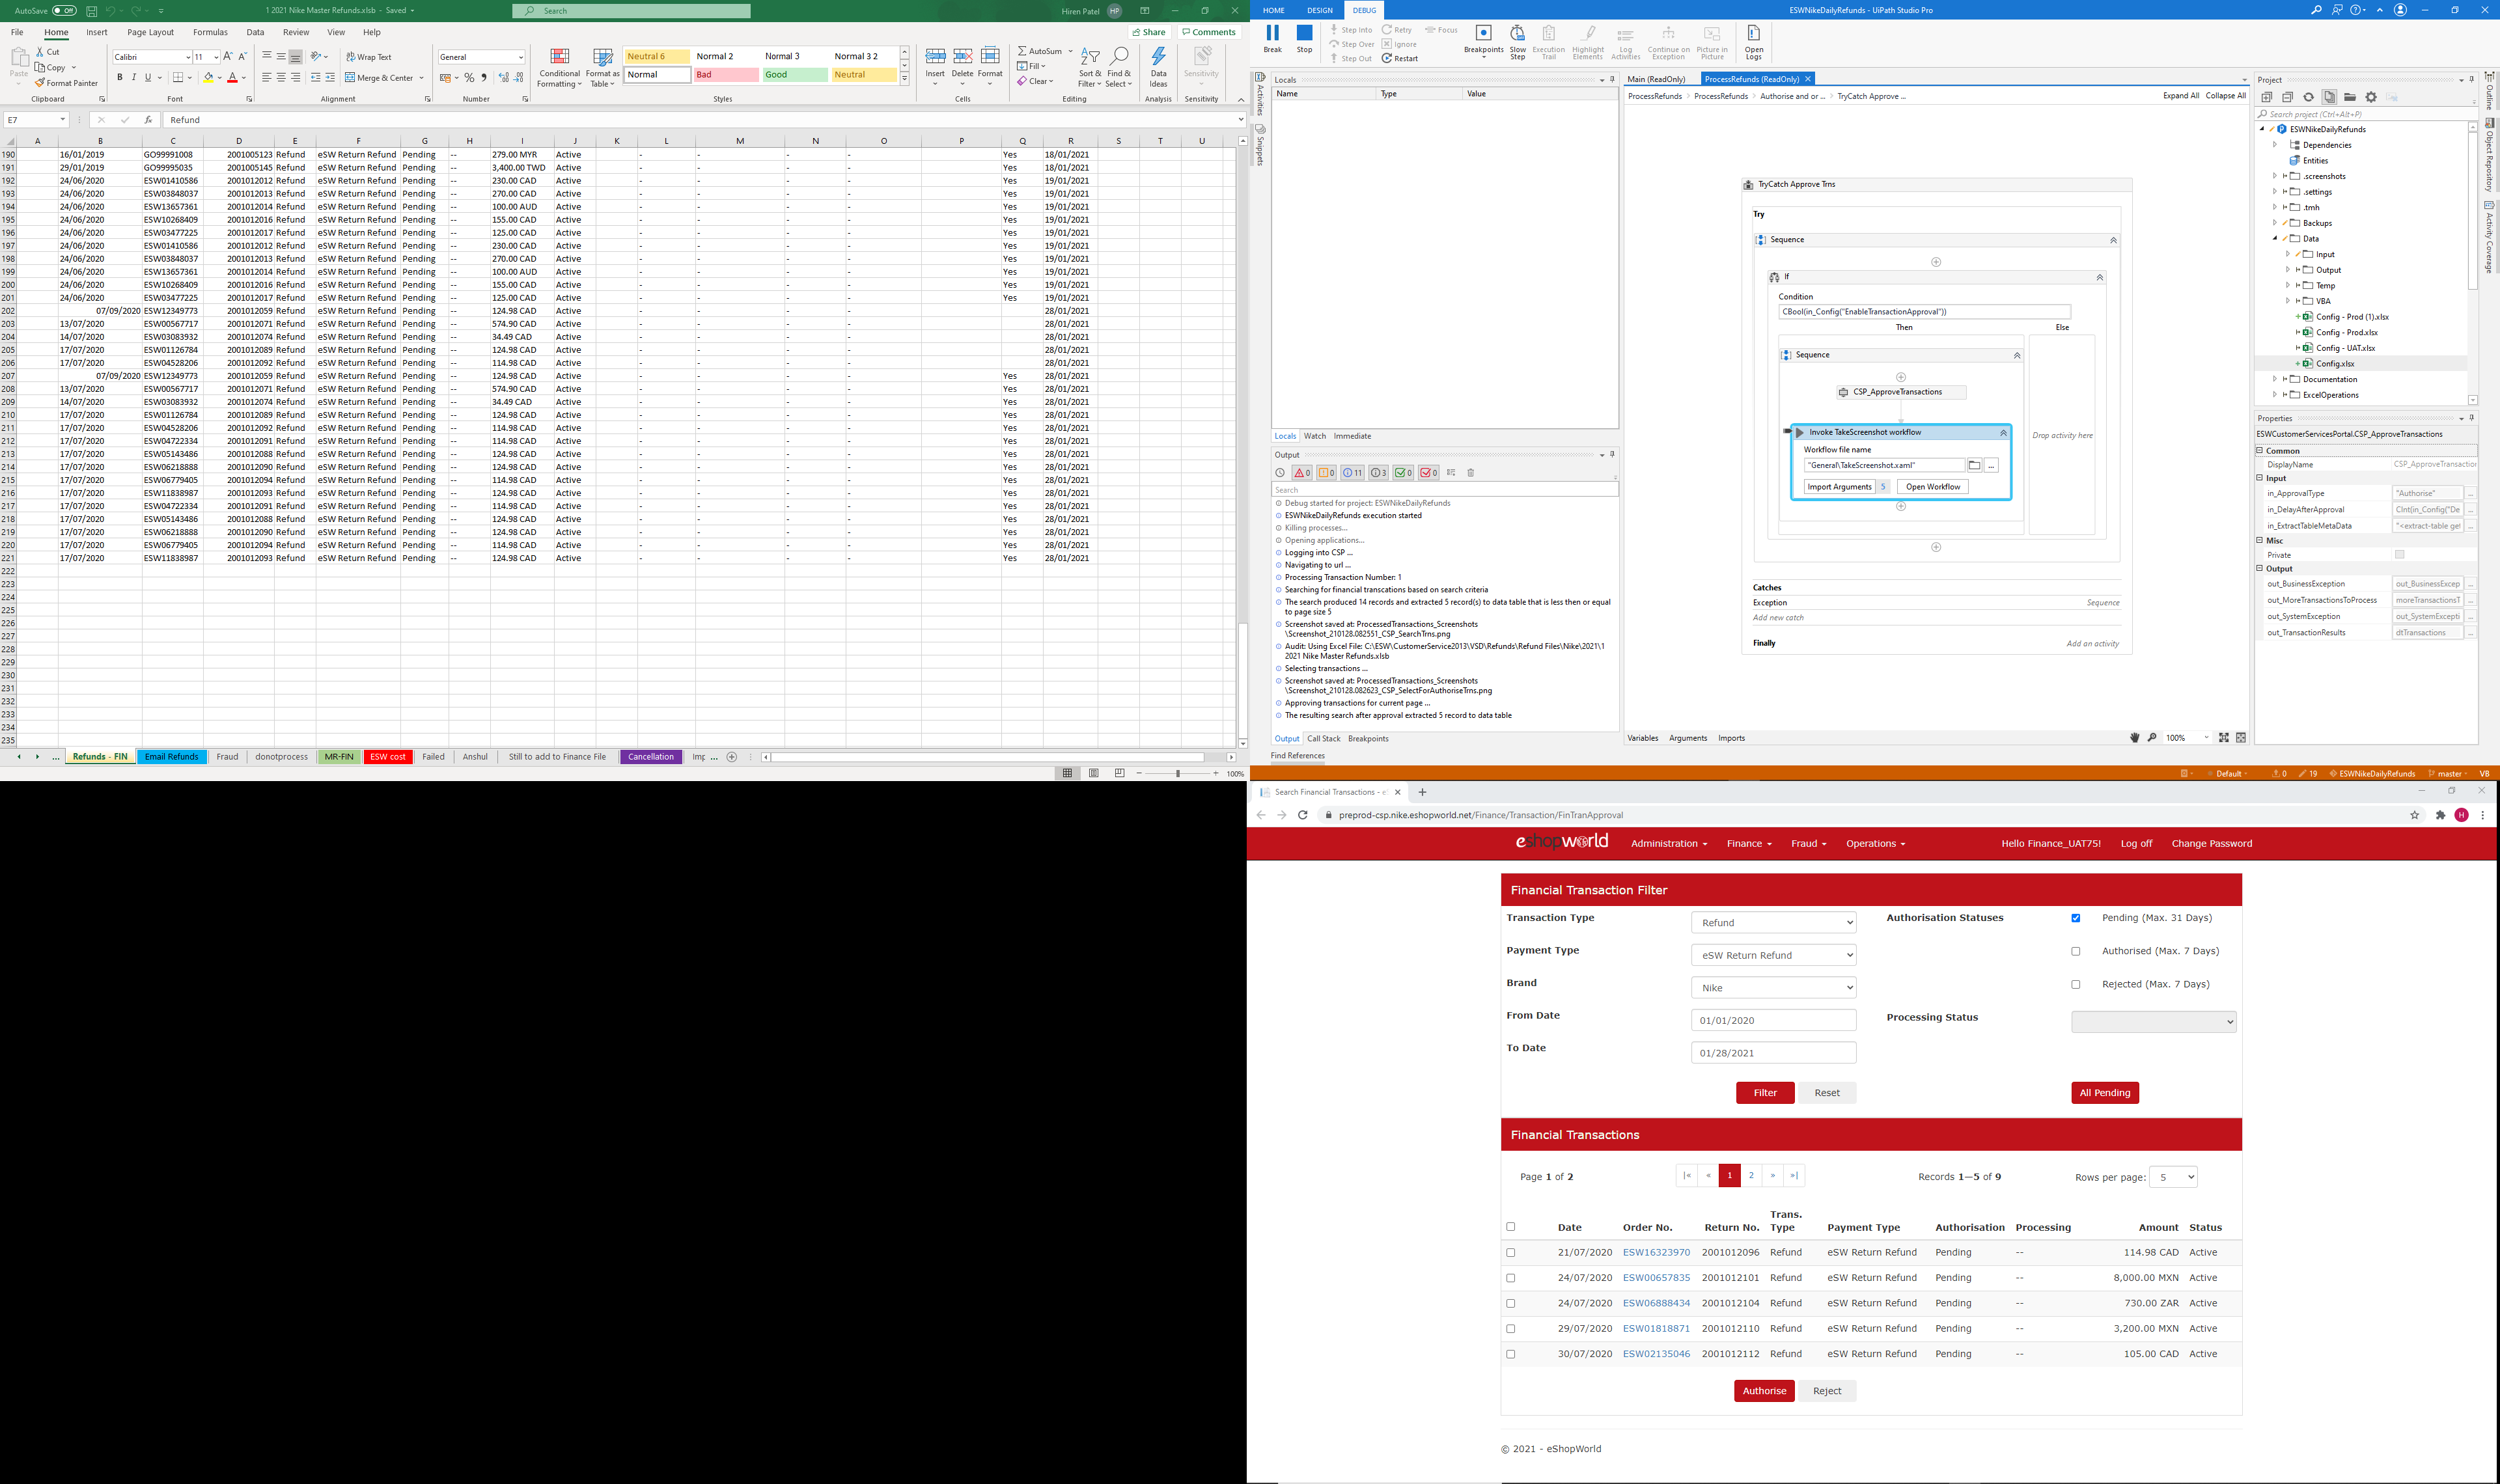 AutoSave Off 1 2021 Nike Master Refunds.xlsb - Saved Search Hiren Patel HP
File Home Insert Page Layout Formulas Data Review View Help Share Comments
Paste Cut Copy Format Painter Clipboard
Calibri 11 B I U A Font
Wrap Text Merge & Center Alignment
General % Number
Conditional Formatting Format as Table
Neutral 6 Normal 2 Normal 3 Normal 3 2
Normal Bad Good Neutral
Styles
Insert Delete Format Cells
AutoSum Fill Clear Sort & Filter Find & Select Editing
Data Ideas Analysis Sensitivity Sensitivity
E7 fx Refund
A B C D E F G H I J K L M N O P Q R S T U
190 16/01/2019 GO99991008 2001005123 Refund eSW Return Refund Pending -- 279.00 MYR Active - - - - Yes 18/01/2021
191 29/01/2019 GO99995035 2001005145 Refund eSW Return Refund Pending -- 3,400.00 TWD Active - - - - Yes 18/01/2021
192 24/06/2020 ESW01410586 2001012012 Refund eSW Return Refund Pending -- 230.00 CAD Active - - - - Yes 19/01/2021
193 24/06/2020 ESW03848037 2001012013 Refund eSW Return Refund Pending -- 270.00 CAD Active - - - - Yes 19/01/2021
194 24/06/2020 ESW13657361 2001012014 Refund eSW Return Refund Pending -- 100.00 AUD Active - - - - Yes 19/01/2021
195 24/06/2020 ESW10268409 2001012016 Refund eSW Return Refund Pending -- 155.00 CAD Active - - - - Yes 19/01/2021
196 24/06/2020 ESW03477225 2001012017 Refund eSW Return Refund Pending -- 125.00 CAD Active - - - - Yes 19/01/2021
197 24/06/2020 ESW01410586 2001012012 Refund eSW Return Refund Pending -- 230.00 CAD Active - - - - Yes 19/01/2021
198 24/06/2020 ESW03848037 2001012013 Refund eSW Return Refund Pending -- 270.00 CAD Active - - - - Yes 19/01/2021
199 24/06/2020 ESW13657361 2001012014 Refund eSW Return Refund Pending -- 100.00 AUD Active - - - - Yes 19/01/2021
200 24/06/2020 ESW10268409 2001012016 Refund eSW Return Refund Pending -- 155.00 CAD Active - - - - Yes 19/01/2021
201 24/06/2020 ESW03477225 2001012017 Refund eSW Return Refund Pending -- 125.00 CAD Active - - - - Yes 19/01/2021
202 07/09/2020 ESW12349773 2001012059 Refund eSW Return Refund Pending -- 124.98 CAD Active - - - - 28/01/2021
203 13/07/2020 ESW00567717 2001012071 Refund eSW Return Refund Pending -- 574.90 CAD Active - - - - 28/01/2021
204 14/07/2020 ESW03083932 2001012074 Refund eSW Return Refund Pending -- 34.49 CAD Active - - - - 28/01/2021
205 17/07/2020 ESW01126784 2001012089 Refund eSW Return Refund Pending -- 124.98 CAD Active - - - - 28/01/2021
206 17/07/2020 ESW04528206 2001012092 Refund eSW Return Refund Pending -- 114.98 CAD Active - - - - 28/01/2021
207 07/09/2020 ESW12349773 2001012059 Refund eSW Return Refund Pending -- 124.98 CAD Active - - - - Yes 28/01/2021
208 13/07/2020 ESW00567717 2001012071 Refund eSW Return Refund Pending -- 574.90 CAD Active - - - - Yes 28/01/2021
209 14/07/2020 ESW03083932 2001012074 Refund eSW Return Refund Pending -- 34.49 CAD Active - - - - Yes 28/01/2021
210 17/07/2020 ESW01126784 2001012089 Refund eSW Return Refund Pending -- 124.98 CAD Active - - - - Yes 28/01/2021
211 17/07/2020 ESW04528206 2001012092 Refund eSW Return Refund Pending -- 114.98 CAD Active - - - - Yes 28/01/2021
212 17/07/2020 ESW04722334 2001012091 Refund eSW Return Refund Pending -- 114.98 CAD Active - - - - Yes 28/01/2021
213 17/07/2020 ESW05143486 2001012088 Refund eSW Return Refund Pending -- 124.98 CAD Active - - - - Yes 28/01/2021
214 17/07/2020 ESW06218888 2001012090 Refund eSW Return Refund Pending -- 124.98 CAD Active - - - - Yes 28/01/2021
215 17/07/2020 ESW06779405 2001012094 Refund eSW Return Refund Pending -- 114.98 CAD Active - - - - Yes 28/01/2021
216 17/07/2020 ESW11838987 2001012093 Refund eSW Return Refund Pending -- 124.98 CAD Active - - - - Yes 28/01/2021
217 17/07/2020 ESW04722334 2001012091 Refund eSW Return Refund Pending -- 114.98 CAD Active - - - - Yes 28/01/2021
218 17/07/2020 ESW05143486 2001012088 Refund eSW Return Refund Pending -- 124.98 CAD Active - - - - Yes 28/01/2021
219 17/07/2020 ESW06218888 2001012090 Refund eSW Return Refund Pending -- 124.98 CAD Active - - - - Yes 28/01/2021
220 17/07/2020 ESW06779405 2001012094 Refund eSW Return Refund Pending -- 114.98 CAD Active - - - - Yes 28/01/2021
221 17/07/2020 ESW11838987 2001012093 Refund eSW Return Refund Pending -- 124.98 CAD Active - - - - Yes 28/01/2021
222
223
224
225
226
227
228
229
230
231
232
233
234
235
... Refunds - FIN Email Refunds Fraud donotprocess MR-FIN ESW cost Failed Anshul Still to add to Finance File Cancellation Imp ...
100%
HOME DESIGN DEBUG ESWNikeDailyRefunds - UiPath Studio Pro
Break Stop Step Into Step Over Step Out Retry Ignore Restart Focus Breakpoints Slow Step Execution Trail Highlight Elements Log Activities Continue on Exception Picture in Picture Open Logs
Activities
Snippets
Locals
Name Type Value
Locals Watch Immediate
Output
0 0 11 3 0 0
Search
Debug started for project: ESWNikeDailyRefunds
ESWNikeDailyRefunds execution started
Killing processes...
Opening applications...
Logging into CSP ...
Navigating to url ...
Processing Transaction Number: 1
Searching for financial transcations based on search criteria
The search produced 14 records and extracted 5 record(s) to data table that is less then or equal
to page size 5
Screenshot saved at: ProcessedTransactions_Screenshots
\Screenshot_210128.082551_CSP_SearchTrns.png
Audit: Using Excel File: C:\ESW\CustomerService2013\VSD\Refunds\Refund Files\Nike\2021\1
2021 Nike Master Refunds.xlsb
Selecting transactions ...
Screenshot saved at: ProcessedTransactions_Screenshots
\Screenshot_210128.082623_CSP_SelectForAuthoriseTrns.png
Approving transactions for current page ...
The resulting search after approval extracted 5 record to data table
Output Call Stack Breakpoints
Find References
Main (ReadOnly) ProcessRefunds (ReadOnly)
ProcessRefunds > ProcessRefunds > Authorise and or ... > TryCatch Approve ... Expand All Collapse All
TryCatch Approve Trns
Try
Sequence
If
Condition
CBool(in_Config("EnableTransactionApproval"))
Then Else
Sequence
CSP_ApproveTransactions
Invoke TakeScreenshot workflow
Workflow file name
"General\TakeScreenshot.xaml" ...
Import Arguments 5 Open Workflow
Drop activity here
Catches
Exception Sequence
Add new catch
Finally Add an activity
Variables Arguments Imports 100%
Project
Search project (Ctrl+Alt+P)
ESWNikeDailyRefunds
Dependencies
Entities
.screenshots
.settings
.tmh
Backups
Data
Input
Output
Temp
VBA
Config - Prod (1).xlsx
Config - Prod.xlsx
Config - UAT.xlsx
Config.xlsx
Documentation
ExcelOperations
Outline
Object Repository
Activity Coverage
Properties
ESWCustomerServicesPortal.CSP_ApproveTransactions
Common
DisplayName CSP_ApproveTransaction
Input
in_ApprovalType "Authorise" ...
in_DelayAfterApproval CInt(in_Config("De ...
in_ExtractTableMetaData "<extract-table get ...
Misc
Private
Output
out_BusinessException out_BusinessExcep ...
out_MoreTransactionsToProcess moreTransactionsT ...
out_SystemException out_SystemExcepti ...
out_TransactionResults dtTransactions ...
Default 0 19 ESWNikeDailyRefunds master VB
Search Financial Transactions - e
preprod-csp.nike.eshopworld.net/Finance/Transaction/FinTranApproval H
eshopworld Administration Finance Fraud Operations Hello Finance_UAT75! Log off Change Password
Financial Transaction Filter
Transaction Type Refund Authorisation Statuses Pending (Max. 31 Days)
Payment Type eSW Return Refund Authorised (Max. 7 Days)
Brand Nike Rejected (Max. 7 Days)
From Date 01/01/2020 Processing Status
To Date 01/28/2021
Filter Reset All Pending
Financial Transactions
Page 1 of 2 |« « 1 2 » »| Records 1—5 of 9 Rows per page: 5
Date Order No. Return No. Trans. Type Payment Type Authorisation Processing Amount Status
21/07/2020 ESW16323970 2001012096 Refund eSW Return Refund Pending -- 114.98 CAD Active
24/07/2020 ESW00657835 2001012101 Refund eSW Return Refund Pending -- 8,000.00 MXN Active
24/07/2020 ESW06888434 2001012104 Refund eSW Return Refund Pending -- 730.00 ZAR Active
29/07/2020 ESW01818871 2001012110 Refund eSW Return Refund Pending -- 3,200.00 MXN Active
30/07/2020 ESW02135046 2001012112 Refund eSW Return Refund Pending -- 105.00 CAD Active
Authorise Reject
© 2021 - eShopWorld